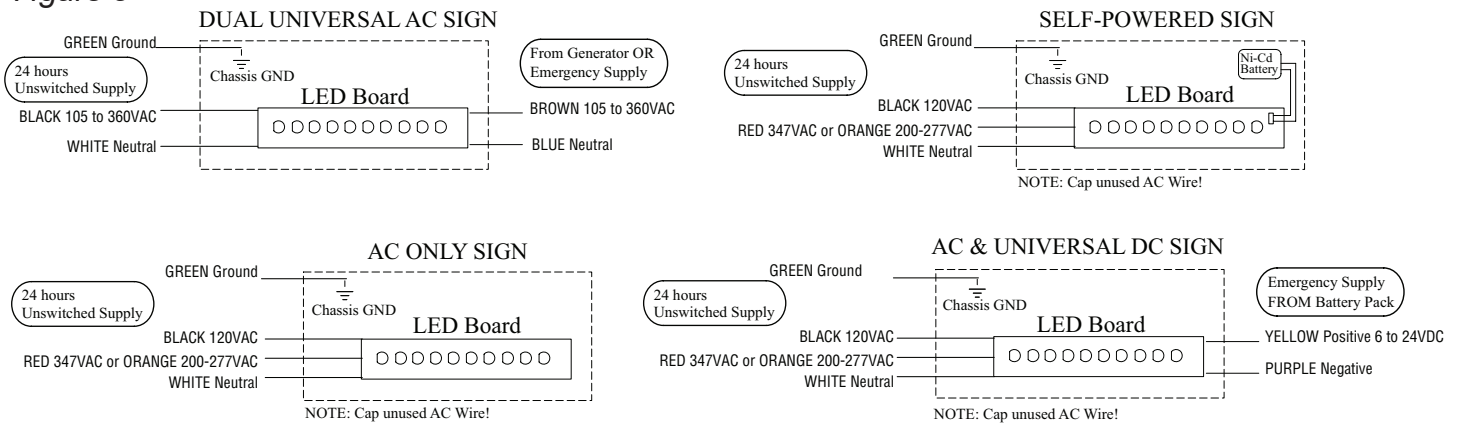 DUAL UNIVERSAL AC SIGN
GREEN Ground
24 hours
Unswitched Supply
Chassis GND
From Generator OR
Emergency Supply
LED Board
BLACK 105 to 360VAC
BROWN 105 to 360VAC
WHITE Neutral
BLUE Neutral
SELF-POWERED SIGN
GREEN Ground
24 hours
Unswitched Supply
Chassis GND
Ni-Cd
Battery
LED Board
BLACK 120VAC
RED 347VAC or ORANGE 200-277VAC
WHITE Neutral
NOTE: Cap unused AC Wire!
AC ONLY SIGN
GREEN Ground
24 hours
Unswitched Supply
Chassis GND
LED Board
BLACK 120VAC
RED 347VAC or ORANGE 200-277VAC
WHITE Neutral
NOTE: Cap unused AC Wire!
AC & UNIVERSAL DC SIGN
GREEN Ground
24 hours
Unswitched Supply
Chassis GND
Emergency Supply
FROM Battery Pack
LED Board
BLACK 120VAC
YELLOW Positive 6 to 24VDC
RED 347VAC or ORANGE 200-277VAC
PURPLE Negative
WHITE Neutral
NOTE: Cap unused AC Wire!